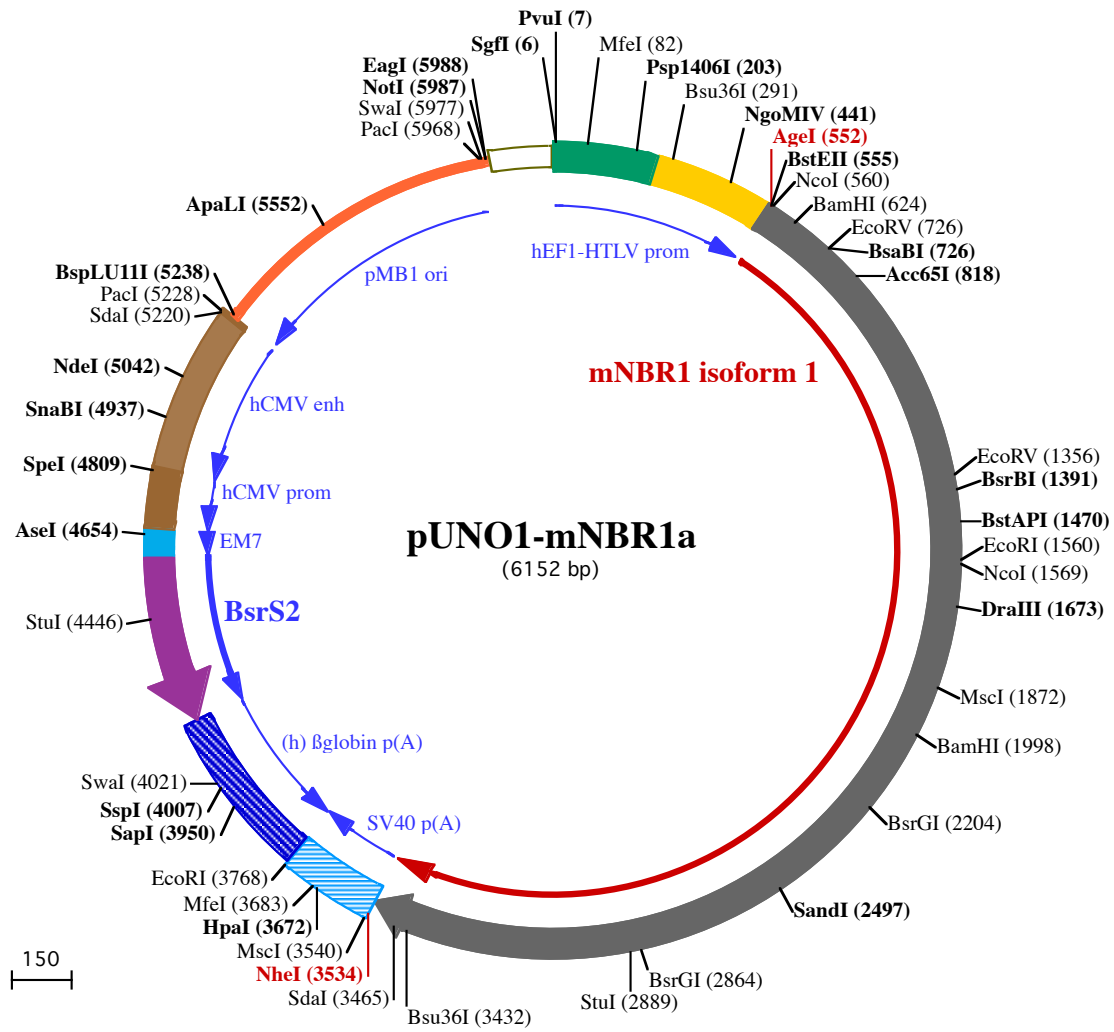 PvuI (7)
SgfI (6)
MfeI (82)
Psp1406I (203)
Bsu36I (291)
NgoMIV (441)
AgeI (552)
BstEII (555)
NcoI (560)
BamHI (624)
EcoRV (726)
BsaBI (726)
Acc65I (818)
EcoRV (1356)
BsrBI (1391)
BstAPI (1470)
EcoRI (1560)
NcoI (1569)
DraIII (1673)
MscI (1872)
BamHI (1998)
BsrGI (2204)
SandI (2497)
BsrGI (2864)
StuI (2889)
Bsu36I (3432)
SdaI (3465)
NheI (3534)
MscI (3540)
HpaI (3672)
MfeI (3683)
EcoRI (3768)
SapI (3950)
SspI (4007)
SwaI (4021)
StuI (4446)
AseI (4654)
SpeI (4809)
SnaBI (4937)
NdeI (5042)
SdaI (5220)
PacI (5228)
BspLU11I (5238)
ApaLI (5552)
PacI (5968)
SwaI (5977)
NotI (5987)
EagI (5988)
hEF1-HTLV prom
mNBR1 isoform 1
pMB1 ori
hCMV enh
hCMV prom
EM7
BsrS2
(h) ßglobin p(A)
SV40 p(A)
pUNO1-mNBR1a
(6152 bp)
150